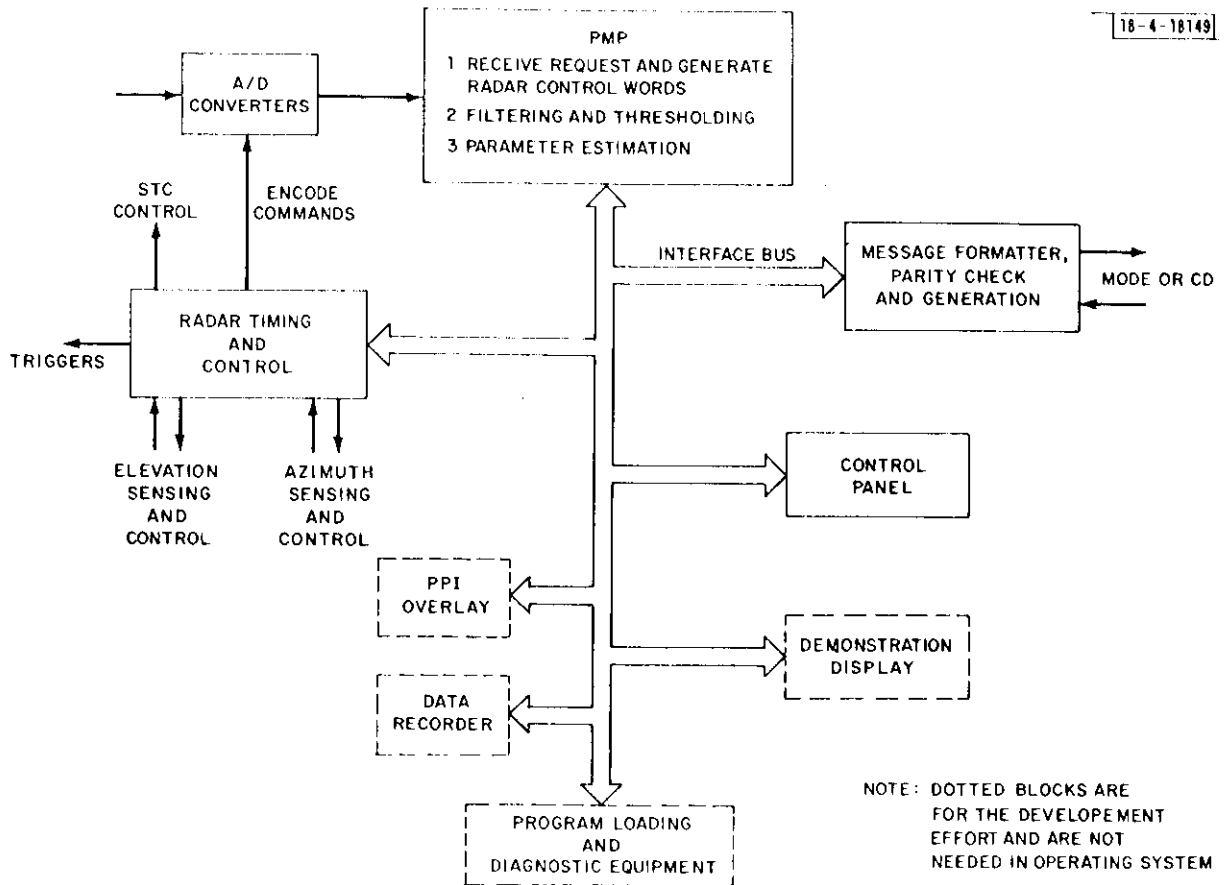 18-4-18149
PMP
1 RECEIVE REQUEST AND GENERATE
RADAR CONTROL WORDS
2 FILTERING AND THRESHOLDING
3 PARAMETER ESTIMATION
A/D
CONVERTERS
STC
CONTROL
ENCODE
COMMANDS
INTERFACE BUS
MESSAGE FORMATTER,
PARITY CHECK
AND GENERATION
MODE OR CD
RADAR TIMING
AND
CONTROL
TRIGGERS
ELEVATION
SENSING
AND
CONTROL
AZIMUTH
SENSING
AND
CONTROL
CONTROL
PANEL
PPI
OVERLAY
DEMONSTRATION
DISPLAY
DATA
RECORDER
PROGRAM LOADING
AND
DIAGNOSTIC EQUIPMENT
NOTE: DOTTED BLOCKS ARE
FOR THE DEVELOPEMENT
EFFORT AND ARE NOT
NEEDED IN OPERATING SYSTEM